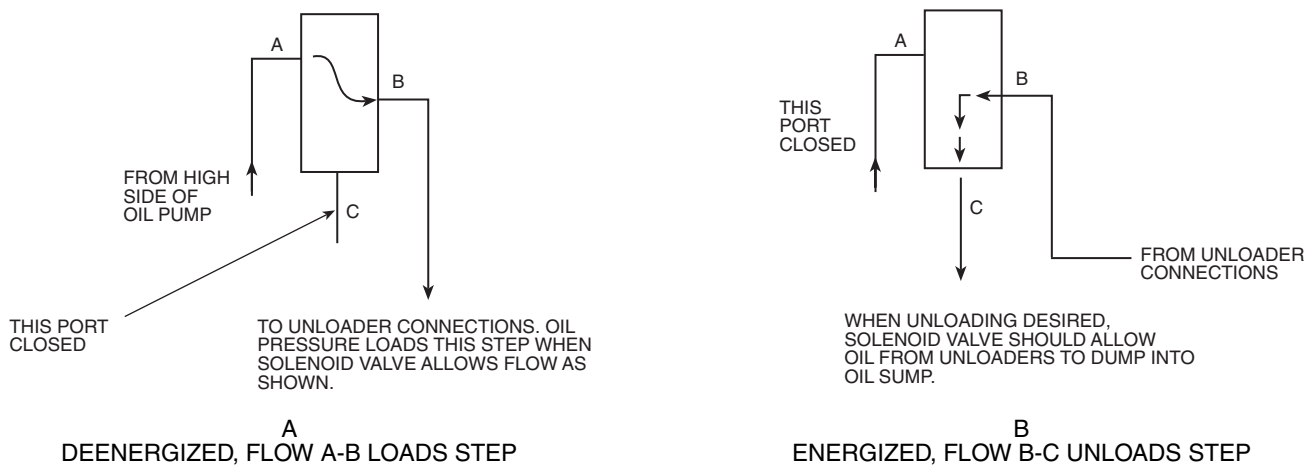 A
B
FROM HIGH
SIDE OF
OIL PUMP
C
THIS PORT
CLOSED
TO UNLOADER CONNECTIONS. OIL
PRESSURE LOADS THIS STEP WHEN
SOLENOID VALVE ALLOWS FLOW AS
SHOWN.
A
DEENERGIZED, FLOW A-B LOADS STEP
A
B
THIS
PORT
CLOSED
C
FROM UNLOADER
CONNECTIONS
WHEN UNLOADING DESIRED,
SOLENOID VALVE SHOULD ALLOW
OIL FROM UNLOADERS TO DUMP INTO
OIL SUMP.
B
ENERGIZED, FLOW B-C UNLOADS STEP